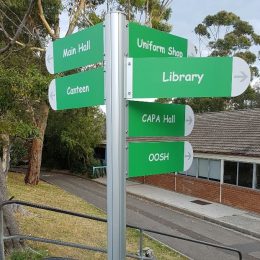 Main Hall
Canteen
Uniform Shop
Library
CAPA Hall
OOSH